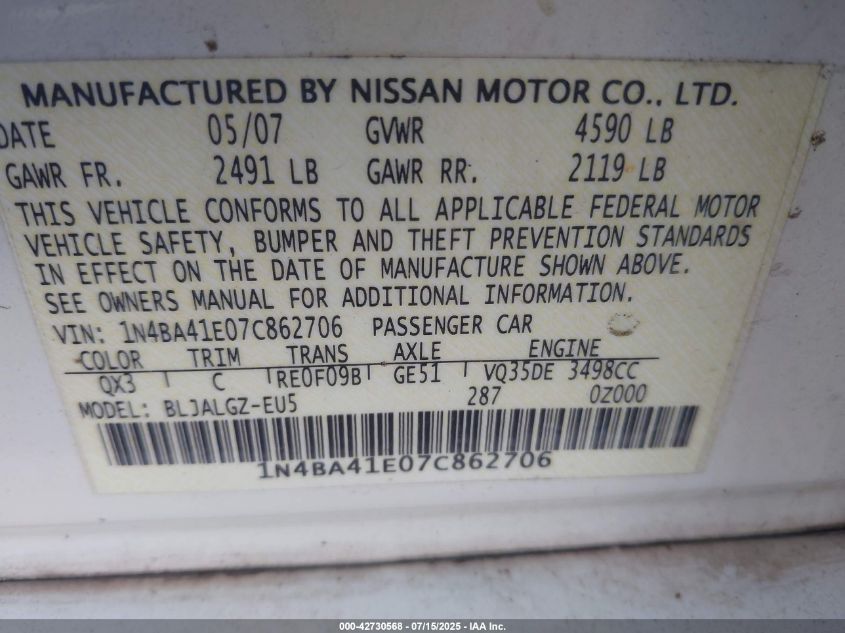 MANUFACTURED BY NISSAN MOTOR CO., LTD.
DATE 05/07 GVWR 4590 LB
GAWR FR. 2491 LB GAWR RR. 2119 LB
THIS VEHICLE CONFORMS TO ALL APPLICABLE FEDERAL MOTOR
VEHICLE SAFETY, BUMPER AND THEFT PREVENTION STANDARDS
IN EFFECT ON THE DATE OF MANUFACTURE SHOWN ABOVE.
SEE OWNERS MANUAL FOR ADDITIONAL INFORMATION.
VIN: 1N4BA41E07C862706 PASSENGER CAR
COLOR TRIM TRANS AXLE ENGINE
QX3 C RE0F09B GE51 VQ35DE 3498CC
MODEL: BLJALGZ-EU5 287 0Z000
1N4BA41E07C862706
000-42730568 - 07/15/2025 - IAA Inc.